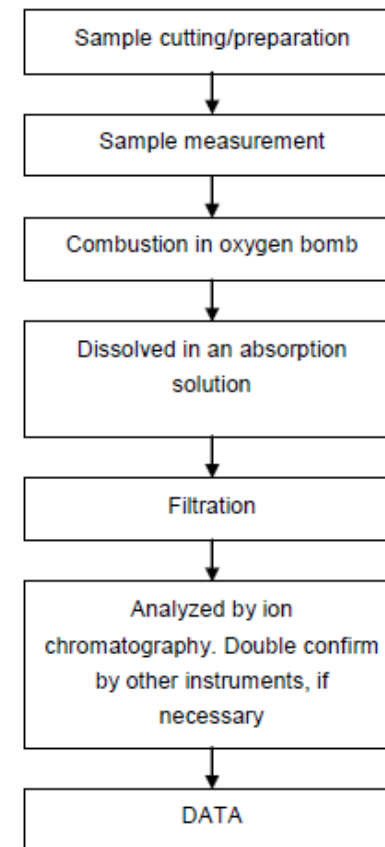 Sample cutting/preparation
Sample measurement
Combustion in oxygen bomb
Dissolved in an absorption
solution
Filtration
Analyzed by ion
chromatography. Double confirm
by other instruments, if
necessary
DATA